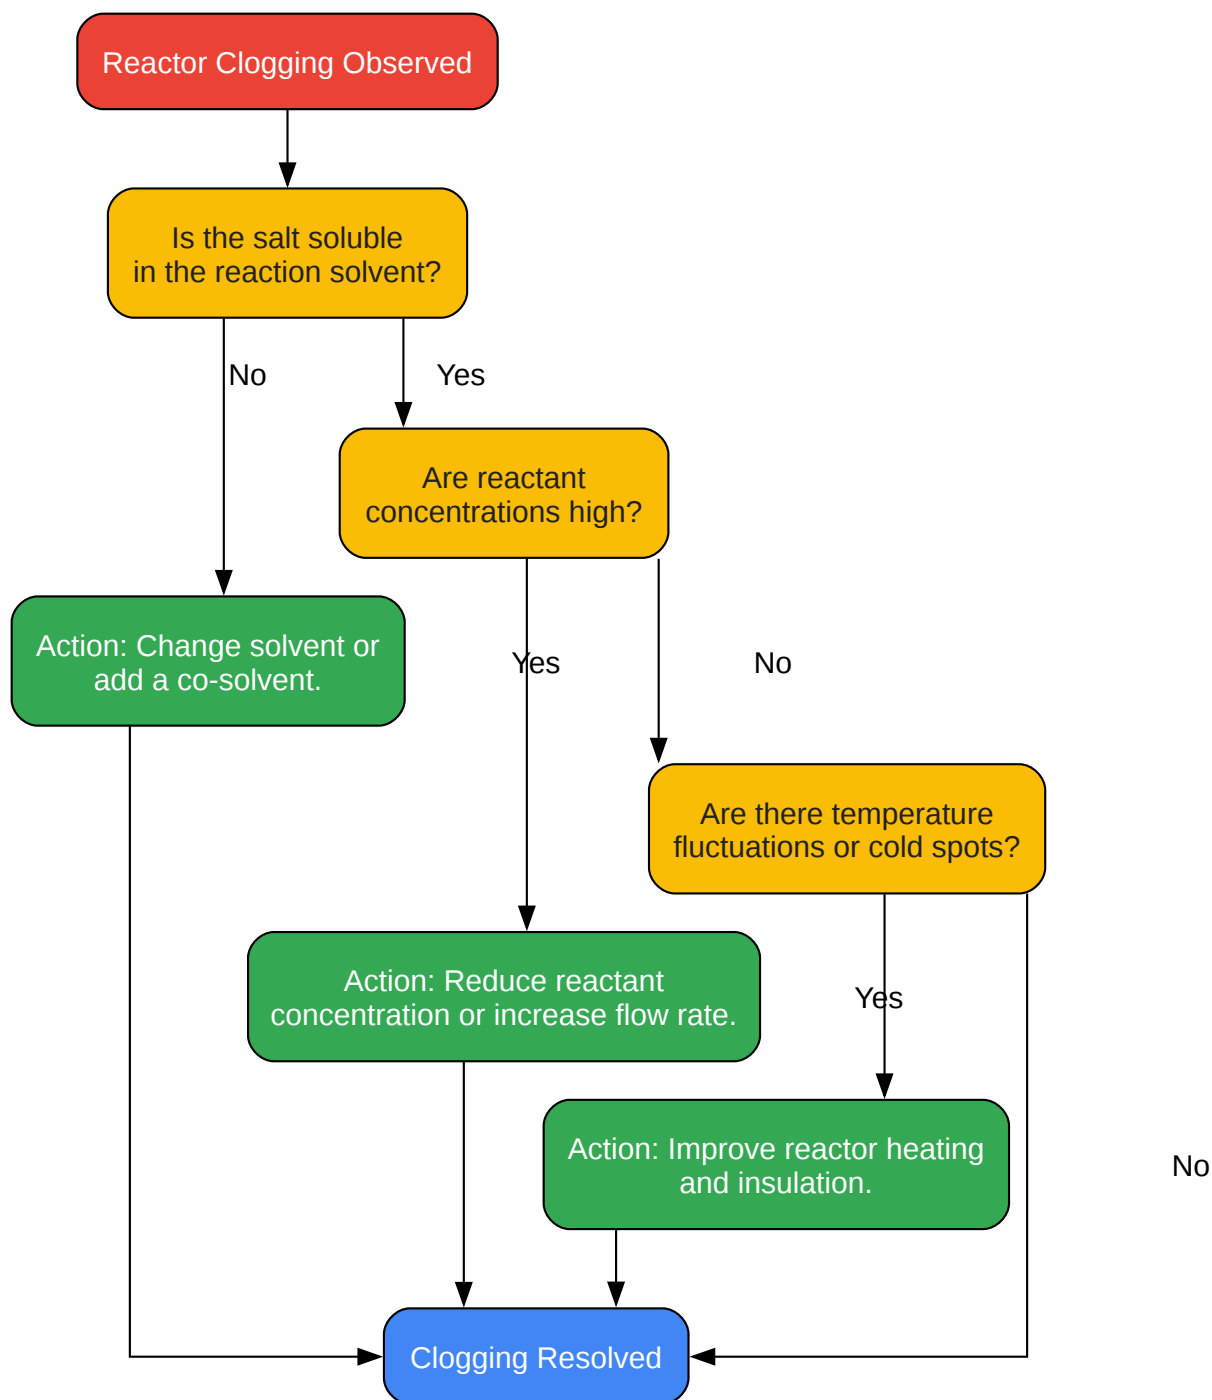 Reactor Clogging Observed
Is the salt soluble
in the reaction solvent?
No
Yes
Are reactant
concentrations high?
Action: Change solvent or
add a co-solvent.
Yes
No
Are there temperature
fluctuations or cold spots?
Action: Reduce reactant
concentration or increase flow rate.
Yes
Action: Improve reactor heating
and insulation.
No
Clogging Resolved